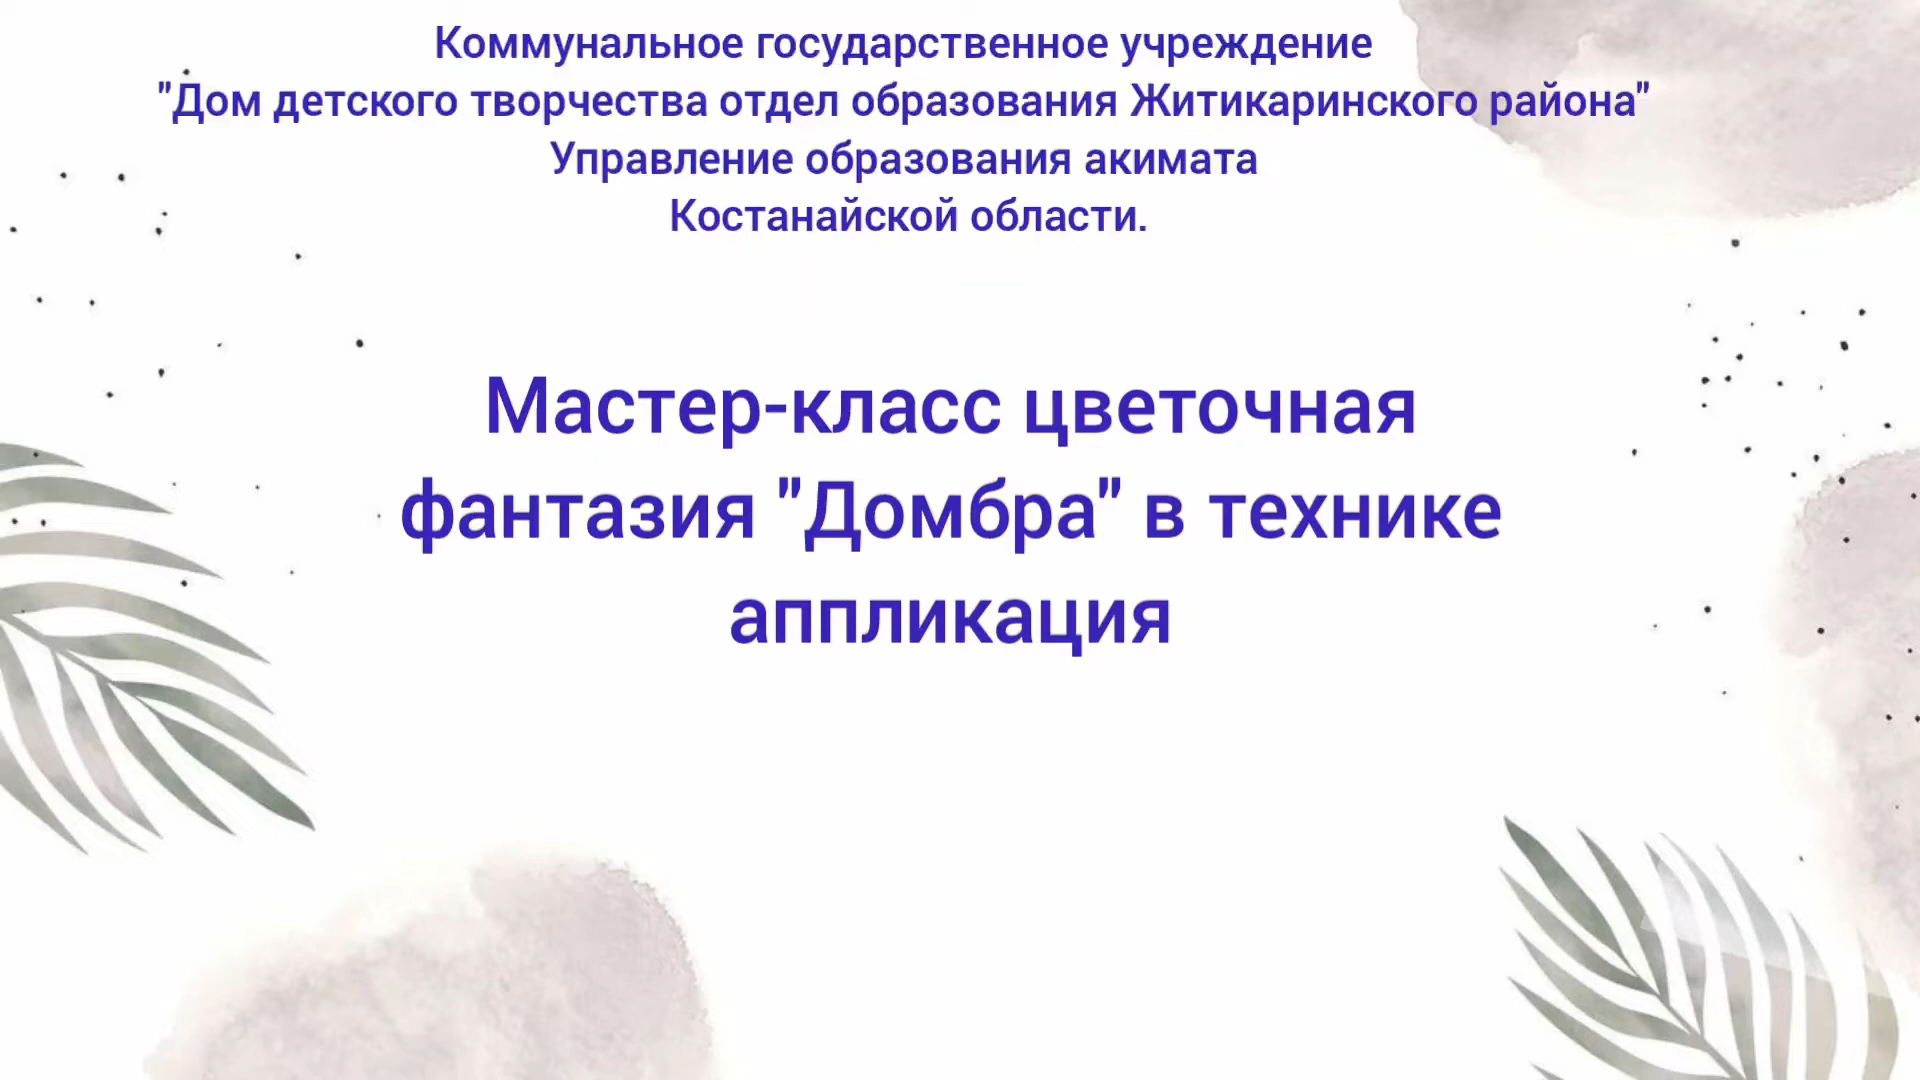 Коммунальное государственное учреждение
"Дом детского творчества отдел образования Житикаринского района"
Управление образования акимата
Костанайской области.
Мастер-класс цветочная
фантазия "Домбра" в технике
аппликация